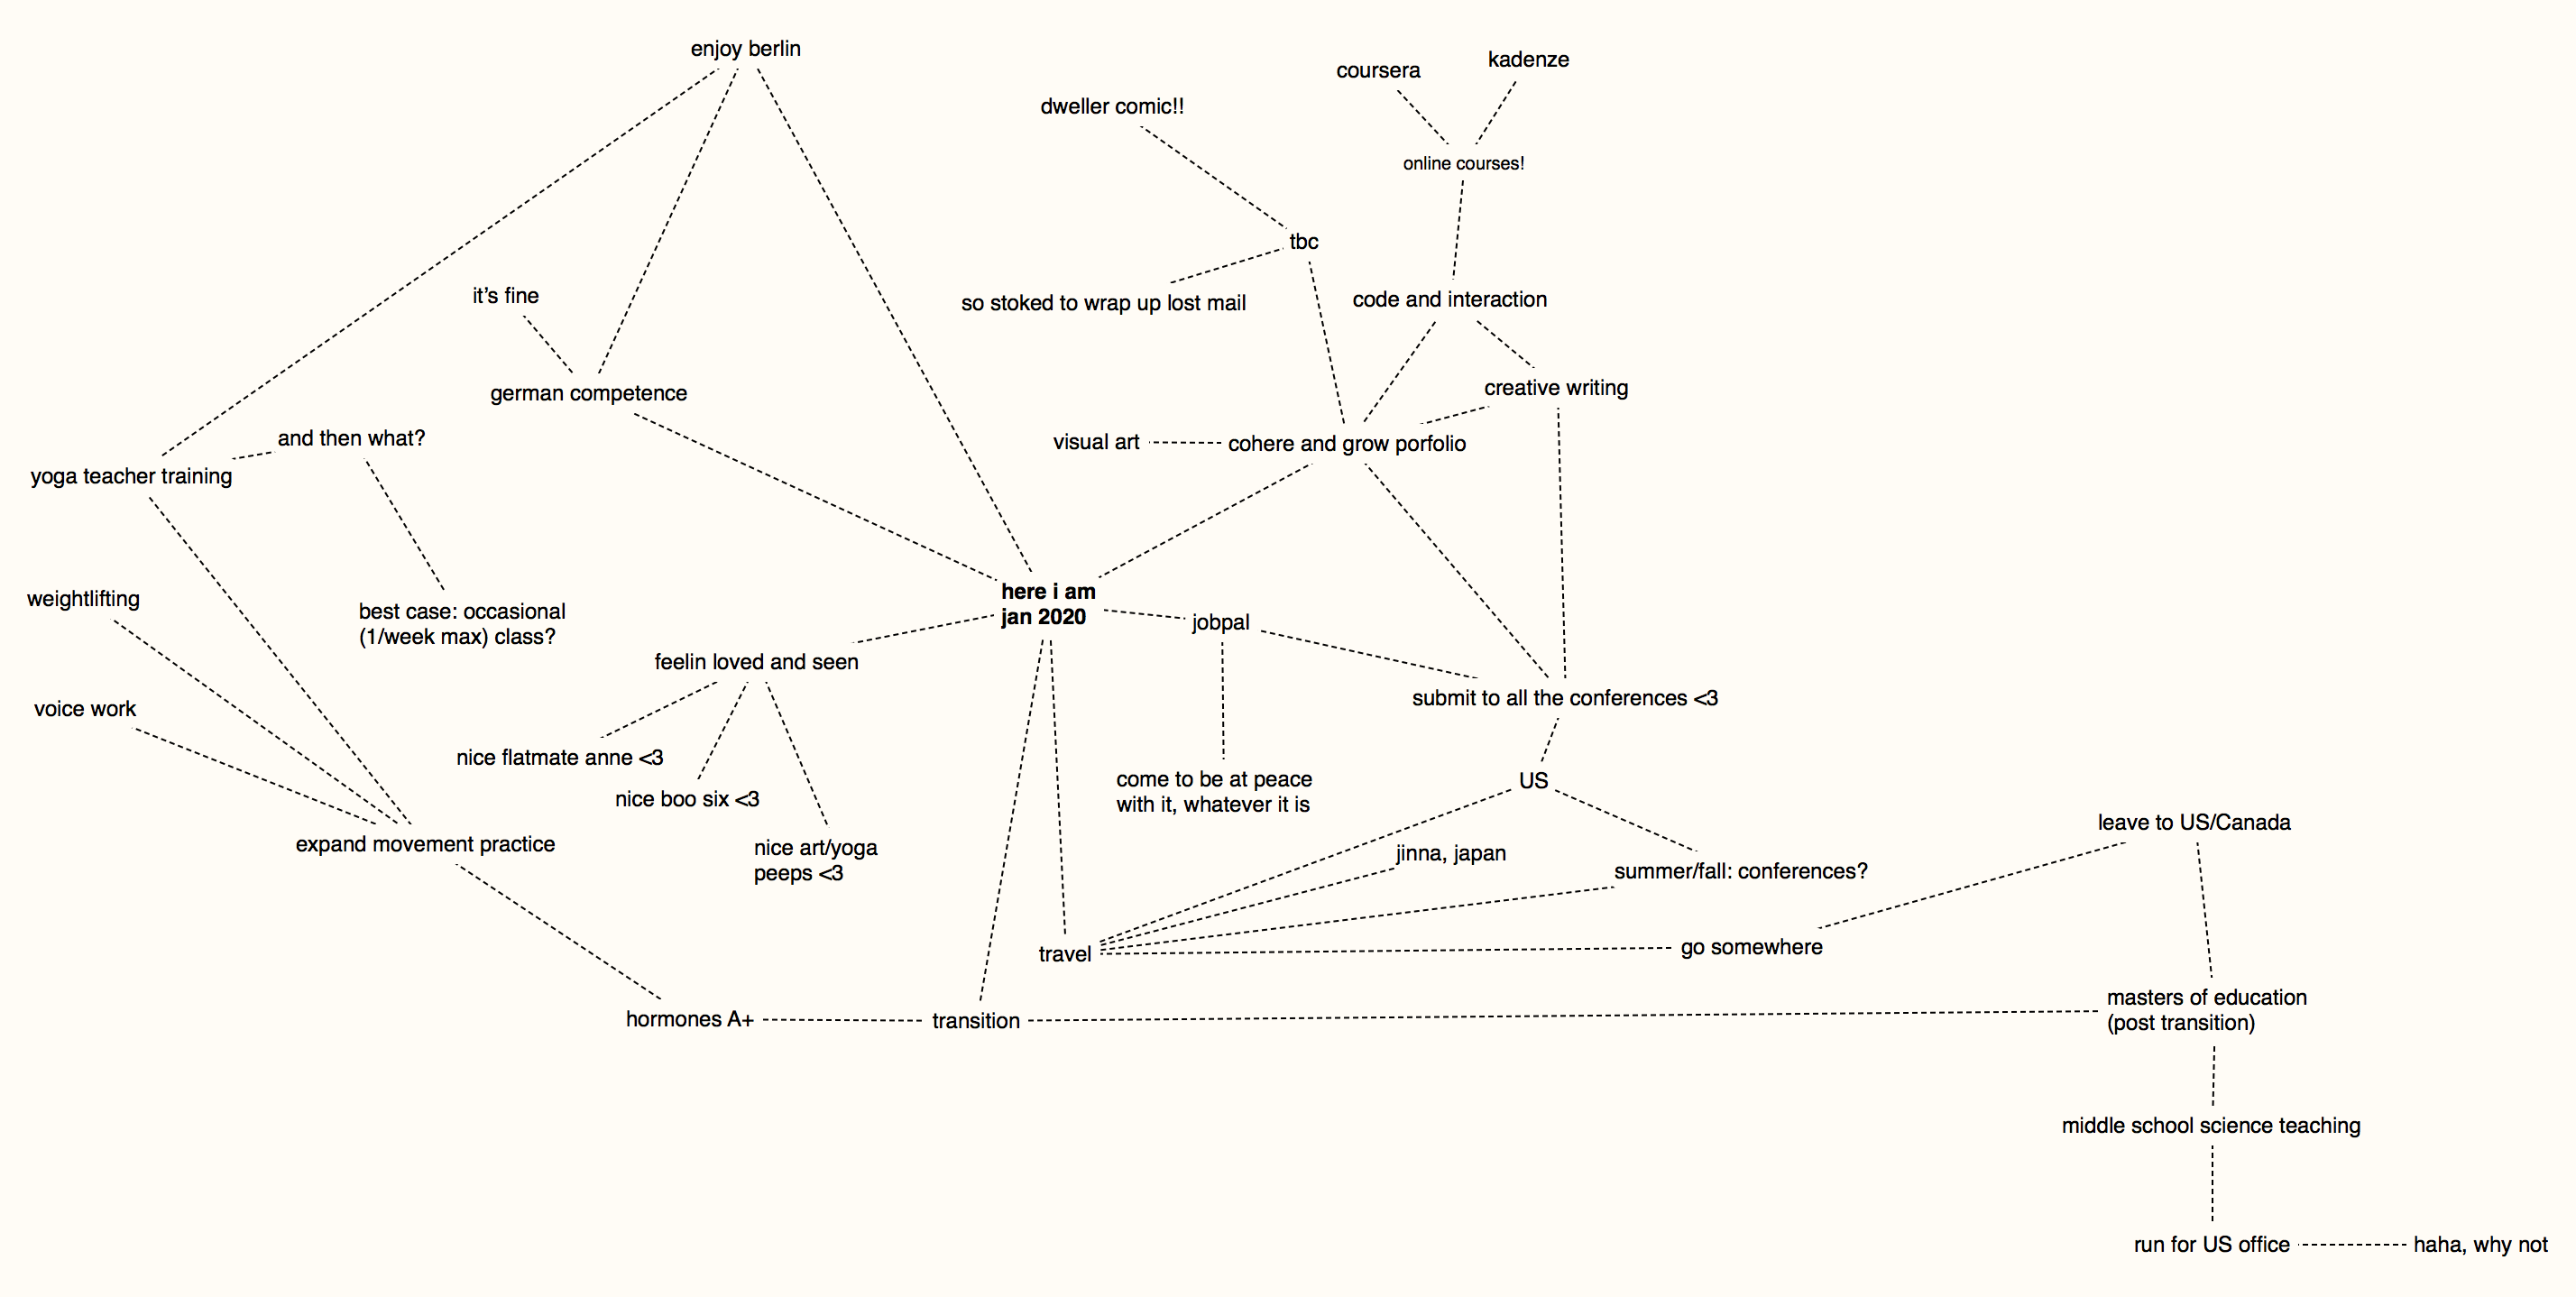 enjoy berlin
kadenze
coursera
dweller comic!!
online courses!
tbc
it's fine
so stoked to wrap up lost mail
code and interaction
german competence
creative writing
and then what?
visual art
cohere and grow porfolio
yoga teacher training
here i am
jan 2020
weightlifting
best case: occasional
(1/week max) class?
jobpal
feelin loved and seen
submit to all the conferences <3
voice work
nice flatmate anne <3
come to be at peace
with it, whatever it is
US
nice boo six <3
leave to US/Canada
expand movement practice
nice art/yoga
peeps <3
jinna, japan
summer/fall: conferences?
travel
go somewhere
hormones A+
transition
masters of education
(post transition)
middle school science teaching
run for US office
haha, why not